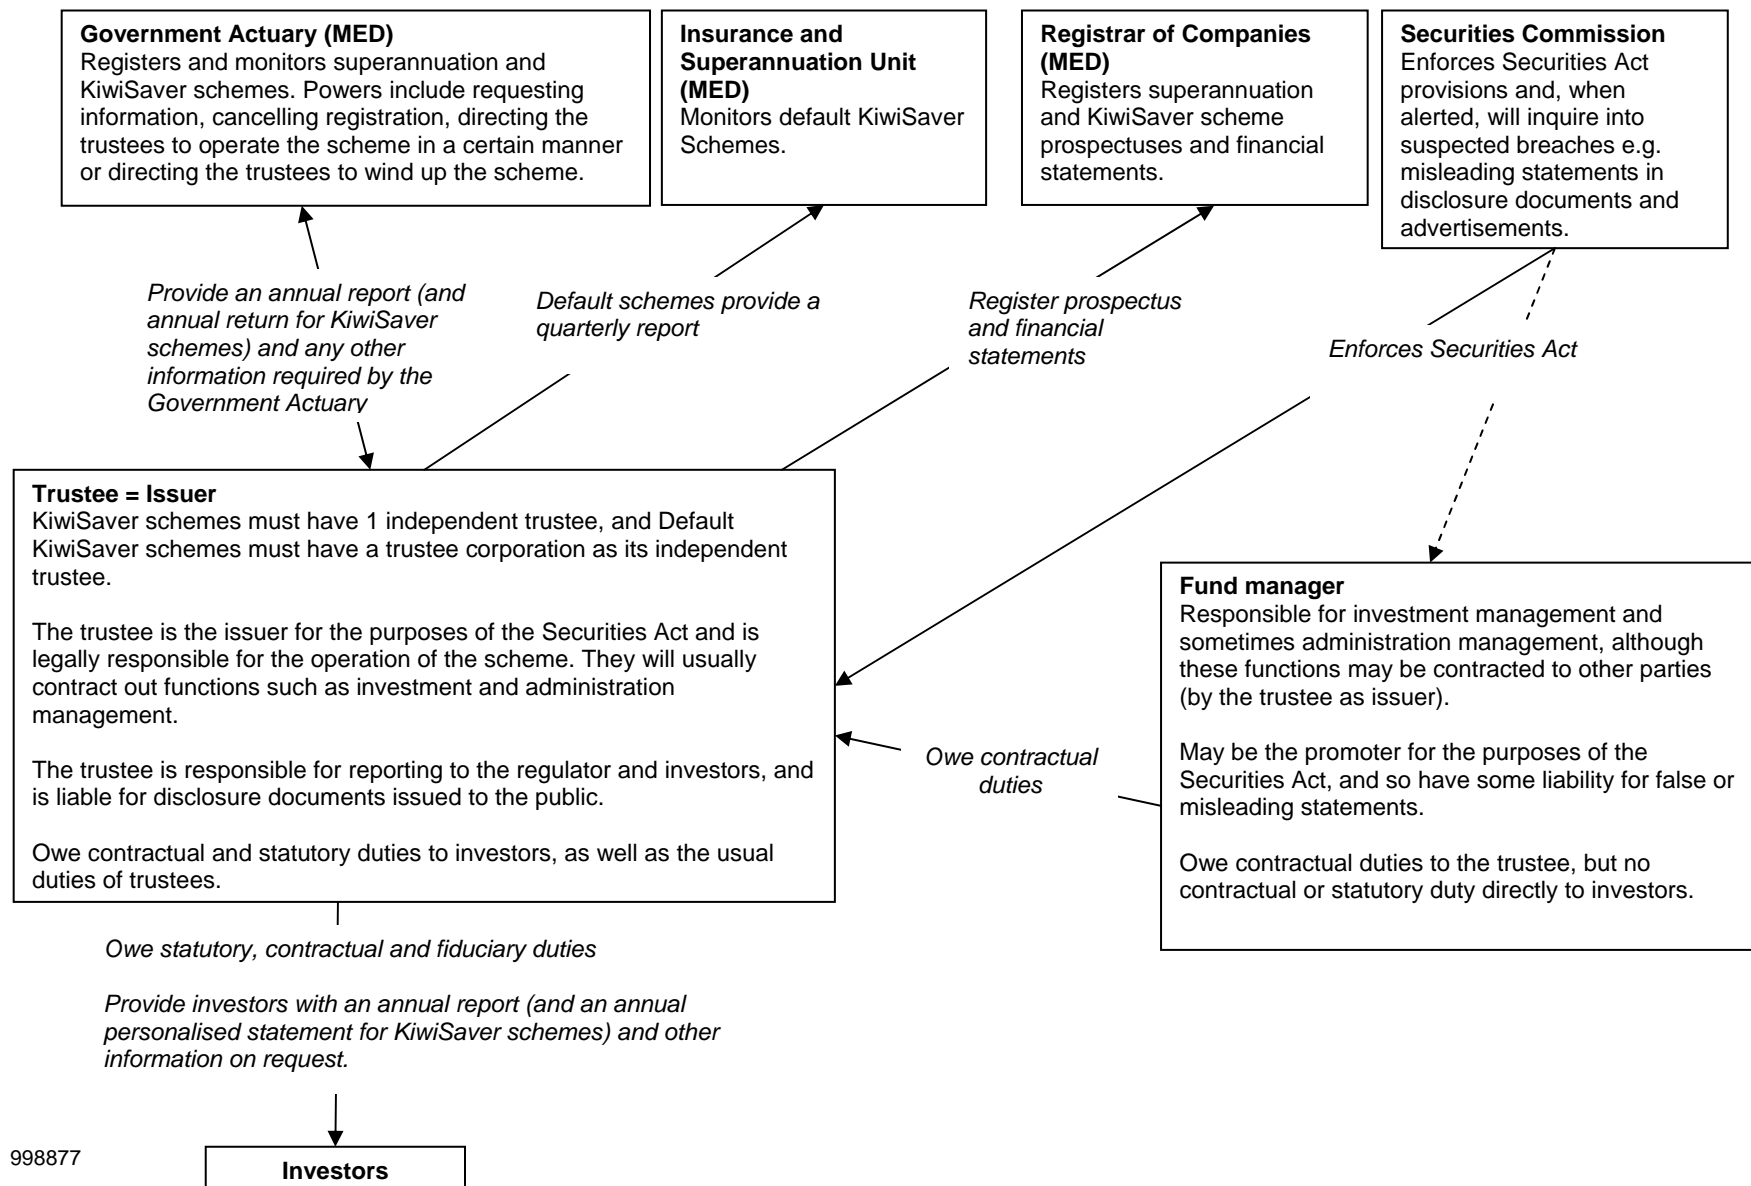 Government Actuary (MED)
Registers and monitors superannuation and
KiwiSaver schemes. Powers include requesting
information, cancelling registration, directing the
trustees to operate the scheme in a certain manner
or directing the trustees to wind up the scheme.
Insurance and
Superannuation Unit
(MED)
Monitors default KiwiSaver
Schemes.
Registrar of Companies
(MED)
Registers superannuation
and KiwiSaver scheme
prospectuses and financial
statements.
Securities Commission
Enforces Securities Act
provisions and, when
alerted, will inquire into
suspected breaches e.g.
misleading statements in
disclosure documents and
advertisements.
Provide an annual report (and
annual return for KiwiSaver
schemes) and any other
information required by the
Government Actuary
Default schemes provide a
quarterly report
Register prospectus
and financial
statements
Enforces Securities Act
Trustee = Issuer
KiwiSaver schemes must have 1 independent trustee, and Default
KiwiSaver schemes must have a trustee corporation as its independent
trustee.
The trustee is the issuer for the purposes of the Securities Act and is
legally responsible for the operation of the scheme. They will usually
contract out functions such as investment and administration
management.
The trustee is responsible for reporting to the regulator and investors, and
is liable for disclosure documents issued to the public.
Owe contractual and statutory duties to investors, as well as the usual
duties of trustees.
Owe contractual
duties
Fund manager
Responsible for investment management and
sometimes administration management, although
these functions may be contracted to other parties
(by the trustee as issuer).
May be the promoter for the purposes of the
Securities Act, and so have some liability for false or
misleading statements.
Owe contractual duties to the trustee, but no
contractual or statutory duty directly to investors.
Owe statutory, contractual and fiduciary duties
Provide investors with an annual report (and an annual
personalised statement for KiwiSaver schemes) and other
information on request.
998877
Investors